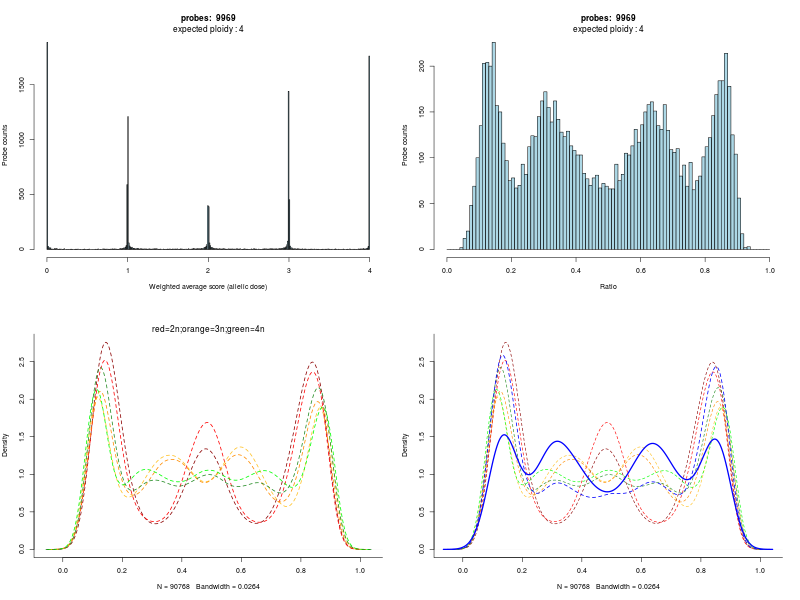 probes: 9969
expected ploidy : 4
Probe counts
1500
1000
500
0
0 1 2 3 4
Weighted average score (allelic dose)
probes: 9969
expected ploidy : 4
Probe counts
200
150
100
50
0
0.0 0.2 0.4 0.6 0.8 1.0
Ratio
red=2n;orange=3n;green=4n
Density
2.5
2.0
1.5
1.0
0.5
0.0
0.0 0.2 0.4 0.6 0.8 1.0
N = 90768 Bandwidth = 0.0264
Density
2.5
2.0
1.5
1.0
0.5
0.0
0.0 0.2 0.4 0.6 0.8 1.0
N = 90768 Bandwidth = 0.0264